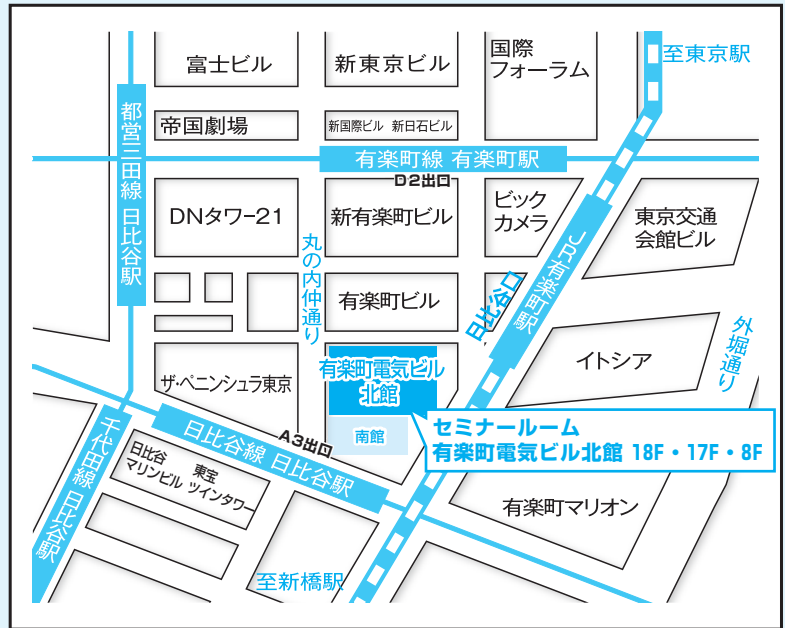 富士ビル
新東京ビル
国際
フォーラム
至東京駅
帝国劇場
新国際ビル 新日石ビル
都営三田線 日比谷駅
有楽町線 有楽町駅
D2出口
DNタワー21
丸の内仲通り
新有楽町ビル
ビック
カメラ
東京交通
会館ビル
JR有楽町駅
有楽町ビル
日比谷口
外堀通り
イトシア
ザ・ペニンシュラ東京
有楽町電気ビル
北館
南館
セミナールーム
有楽町電気ビル北館 18F・17F・8F
日比谷線 日比谷駅
A3出口
千代田線 日比谷駅
日比谷
マリンビル
東宝
ツインタワー
有楽町マリオン
至新橋駅